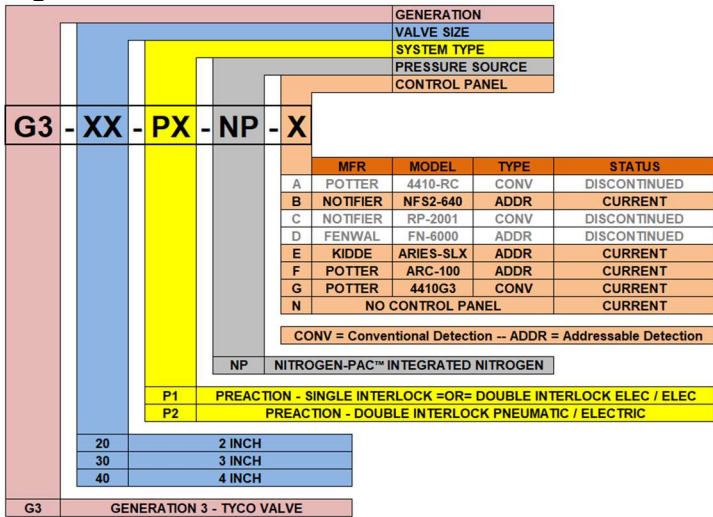 GENERATION
VALVE SIZE
SYSTEM TYPE
PRESSURE SOURCE
CONTROL PANEL
G3 - XX - PX - NP - X
MFR MODEL TYPE STATUS
A POTTER 4410-RC CONV DISCONTINUED
B NOTIFIER NFS2-640 ADDR CURRENT
C NOTIFIER RP-2001 CONV DISCONTINUED
D FENWAL FN-6000 ADDR DISCONTINUED
E KIDDE ARIES-SLX ADDR CURRENT
F POTTER ARC-100 ADDR CURRENT
G POTTER 4410G3 CONV CURRENT
N NO CONTROL PANEL CURRENT
CONV = Conventional Detection -- ADDR = Addressable Detection
NP NITROGEN-PAC™ INTEGRATED NITROGEN
P1 PREACTION - SINGLE INTERLOCK =OR= DOUBLE INTERLOCK ELEC / ELEC
P2 PREACTION - DOUBLE INTERLOCK PNEUMATIC / ELECTRIC
20 2 INCH
30 3 INCH
40 4 INCH
G3 GENERATION 3 - TYCO VALVE